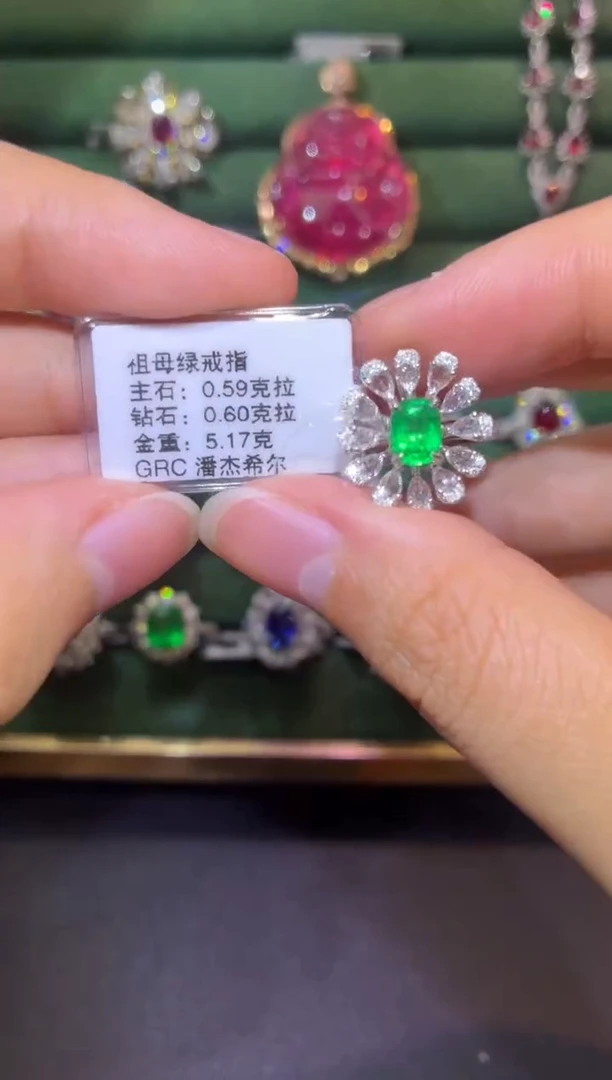 祖母绿戒指
主石：0.59克拉
钻石：0.60克拉
金重：5.17克
GRC 潘杰希尔